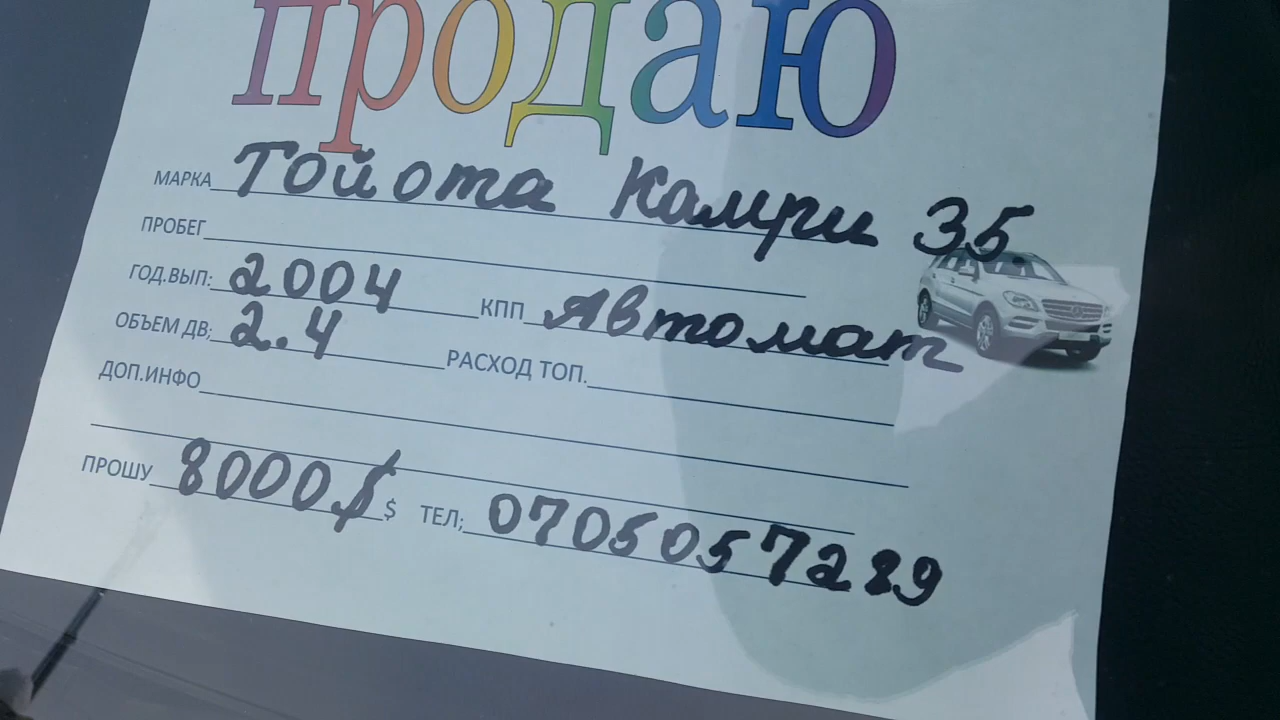 продаю
МАРКА Тойота Камри 35
ПРОБЕГ
ГОД.ВЫП: 2004 КПП Автомат
ОБЪЕМ ДВ; 2.4 РАСХОД ТОП.
ДОП.ИНФО
ПРОШУ 8000$ $ ТЕЛ; 0705057289